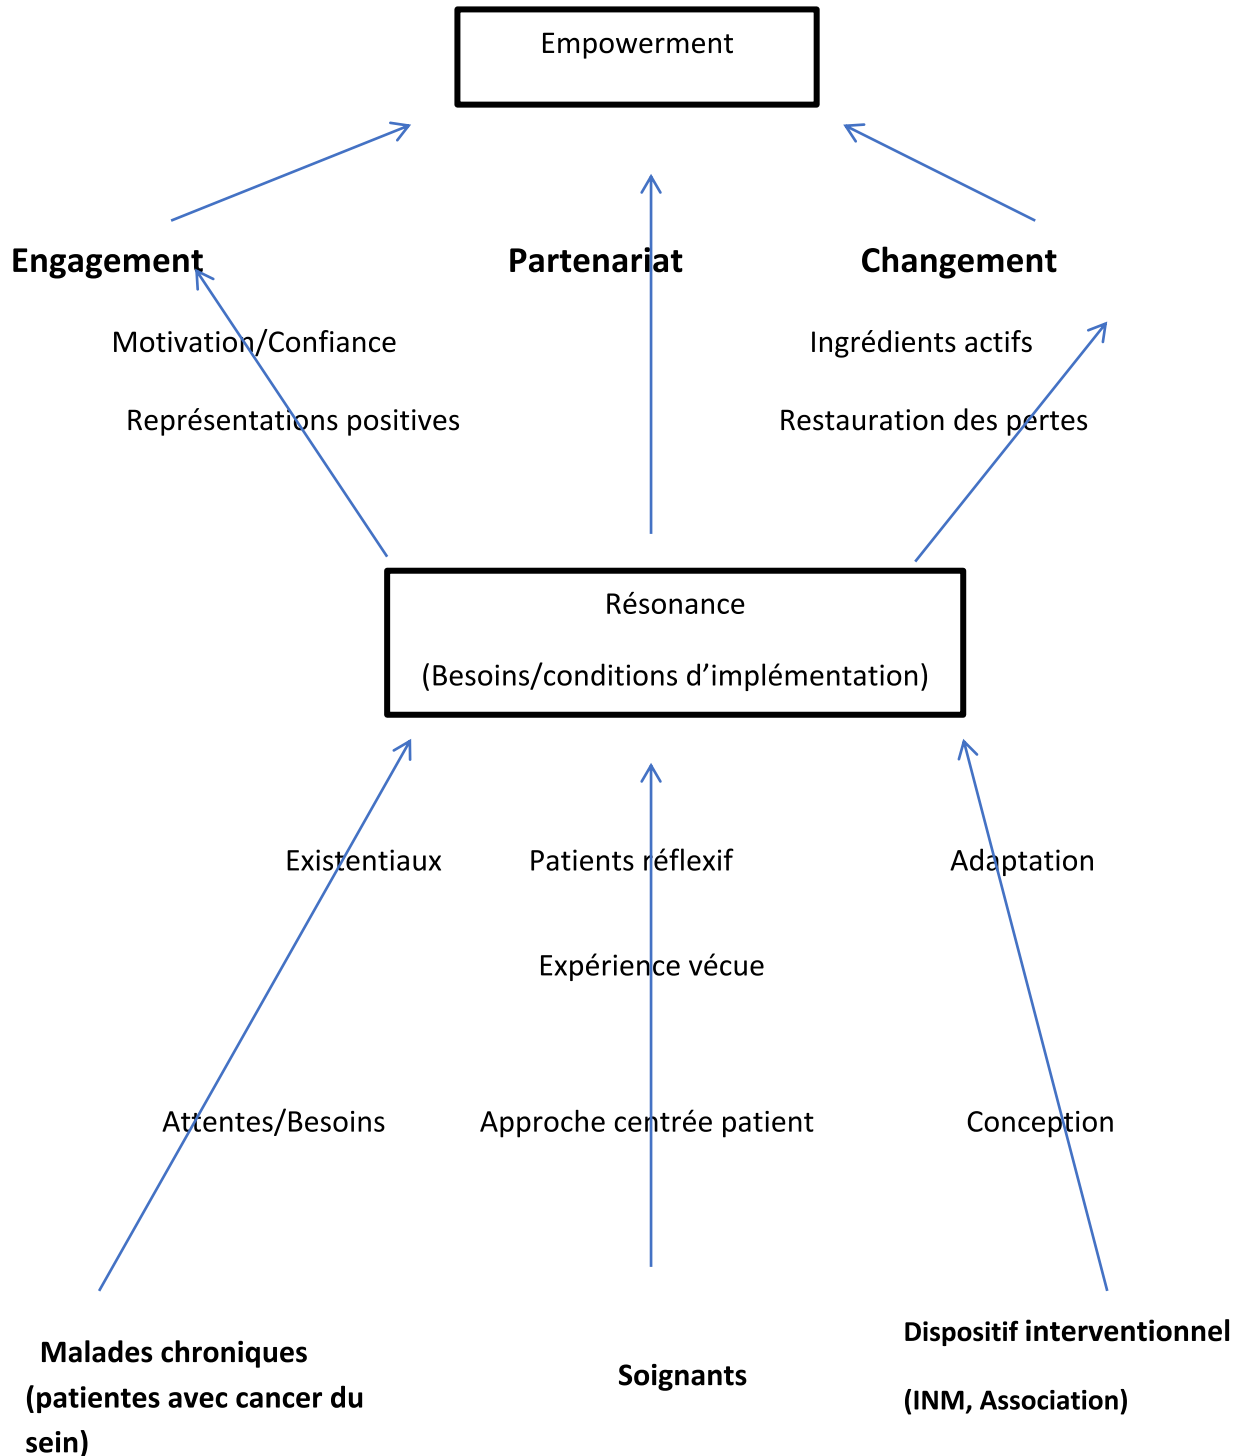 Empowerment
Engagement
Partenariat
Changement
Motivation/Confiance
Ingrédients actifs
Représentations positives
Restauration des pertes
Résonance
(Besoins/conditions d’implémentation)
Existentiaux
Patients réflexif
Adaptation
Expérience vécue
Attentes/Besoins
Approche centrée patient
Conception
Malades chroniques
(patientes avec cancer du
sein)
Soignants
Dispositif interventionnel
(INM, Association)